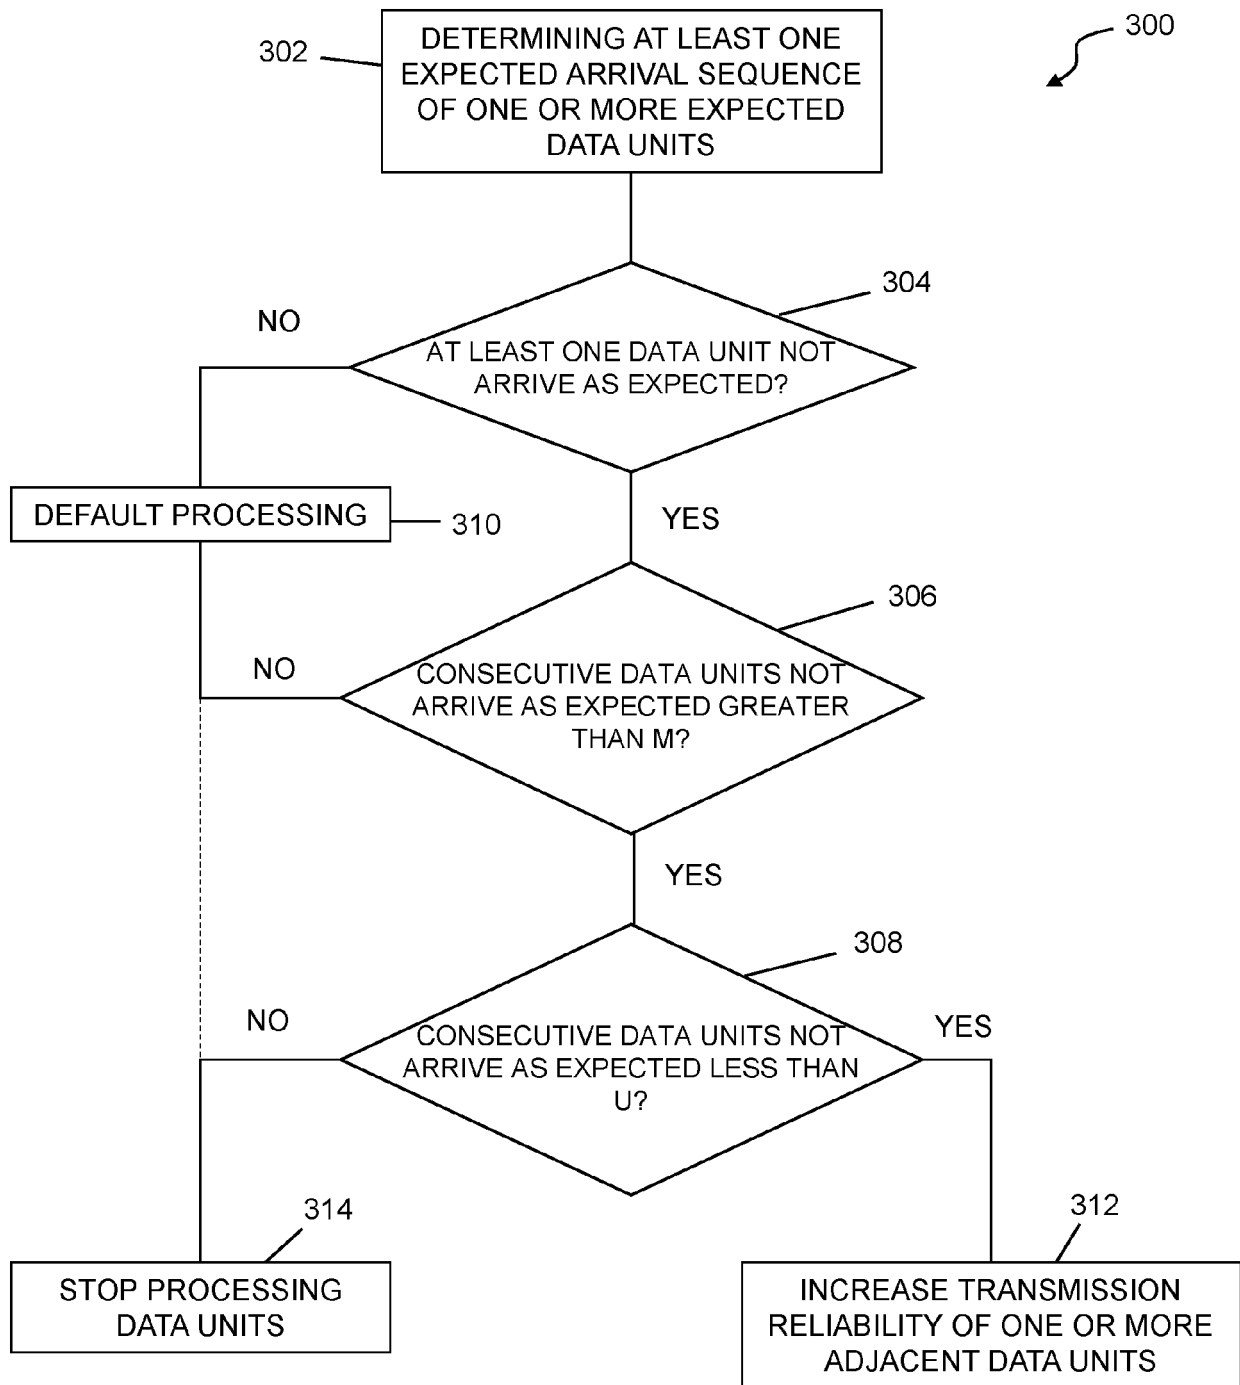 300
302
DETERMINING AT LEAST ONE
EXPECTED ARRIVAL SEQUENCE
OF ONE OR MORE EXPECTED
DATA UNITS
304
NO
AT LEAST ONE DATA UNIT NOT
ARRIVE AS EXPECTED?
DEFAULT PROCESSING
310
YES
306
NO
CONSECUTIVE DATA UNITS NOT
ARRIVE AS EXPECTED GREATER
THAN M?
YES
308
NO
CONSECUTIVE DATA UNITS NOT
ARRIVE AS EXPECTED LESS THAN
U?
YES
314
STOP PROCESSING
DATA UNITS
312
INCREASE TRANSMISSION
RELIABILITY OF ONE OR MORE
ADJACENT DATA UNITS